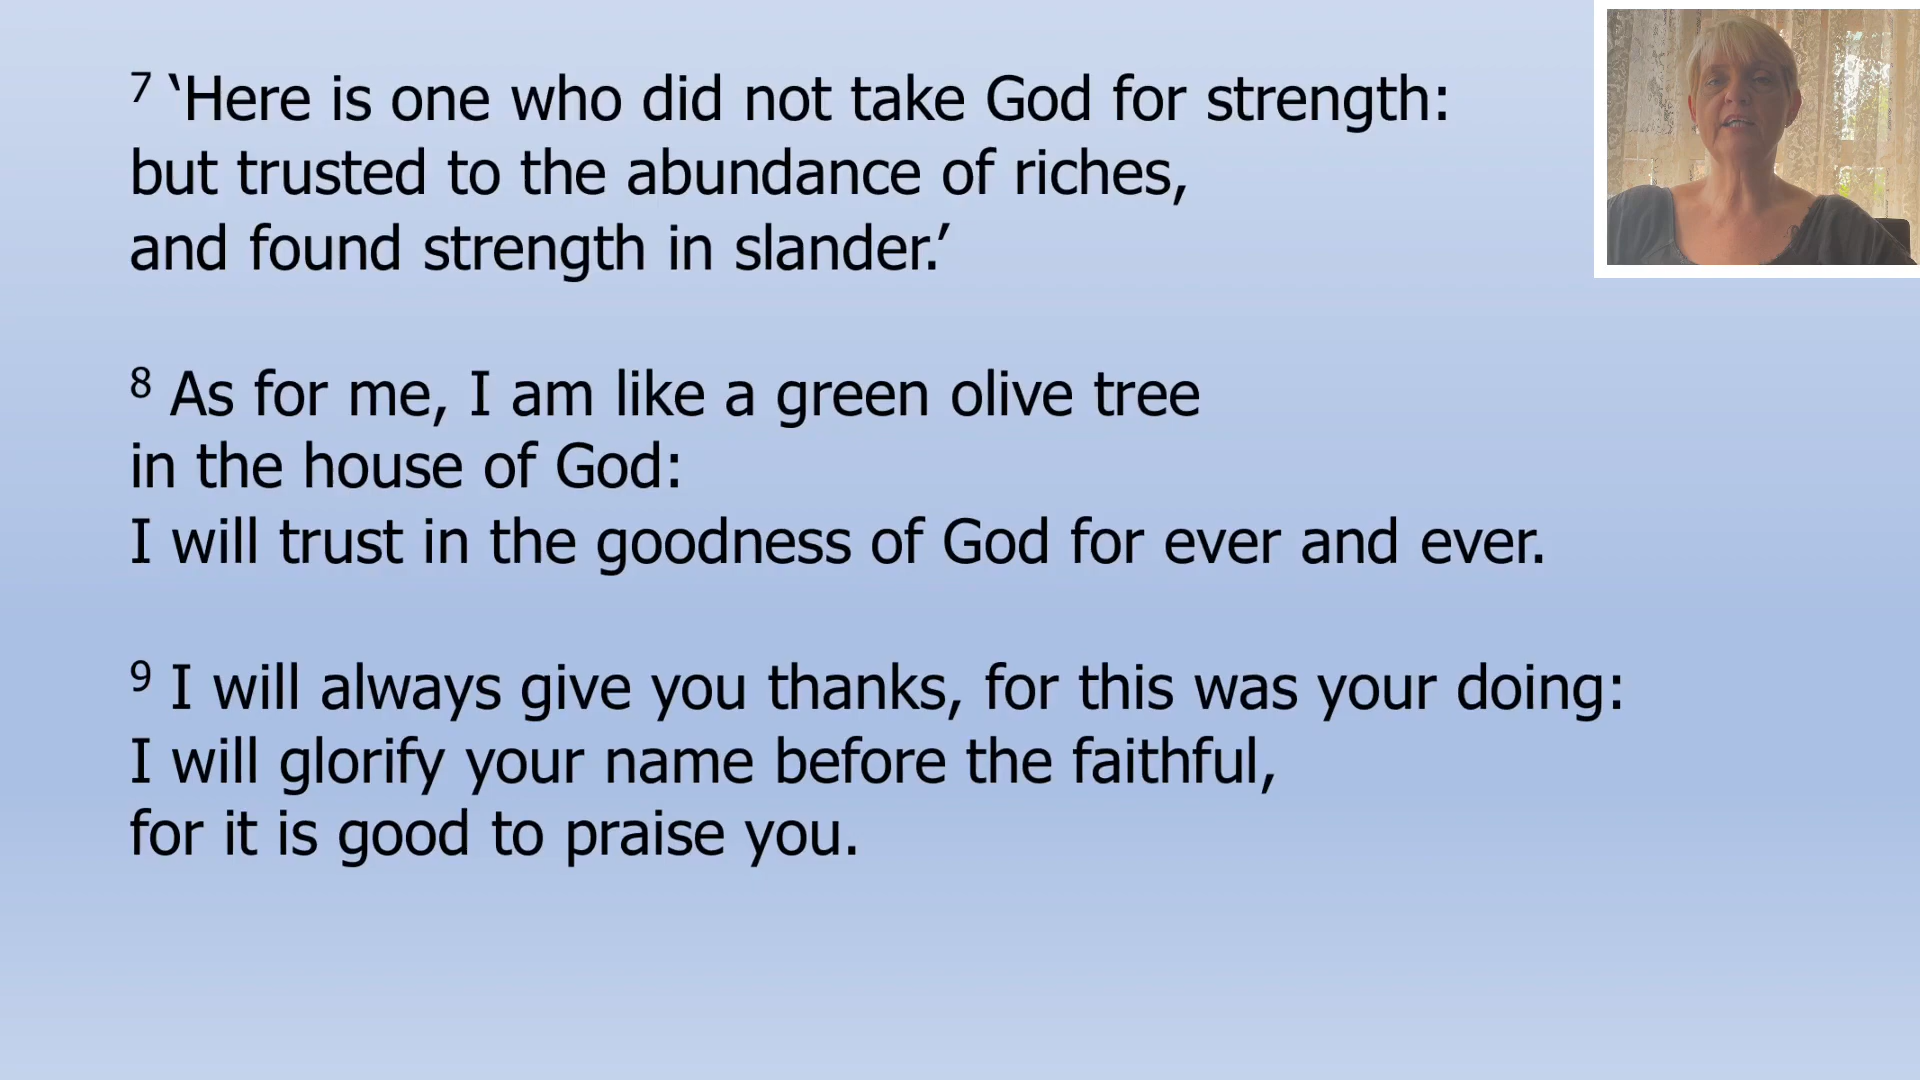 7 ‘Here is one who did not take God for strength:
but trusted to the abundance of riches,
and found strength in slander.’
8 As for me, I am like a green olive tree
in the house of God:
I will trust in the goodness of God for ever and ever.
9 I will always give you thanks, for this was your doing:
I will glorify your name before the faithful,
for it is good to praise you.